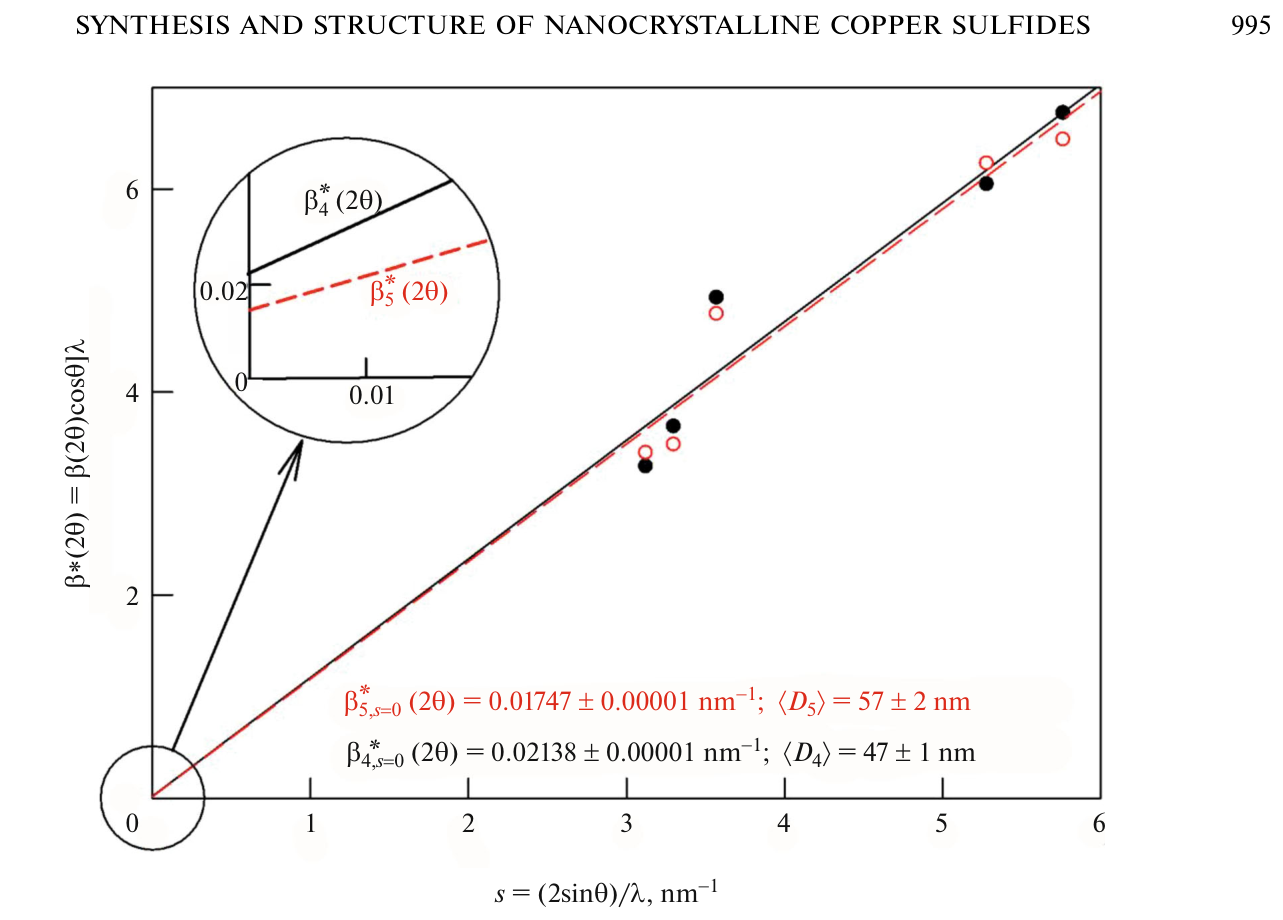 SYNTHESIS AND STRUCTURE OF NANOCRYSTALLINE COPPER SULFIDES 995
β*(2θ) = β(2θ)cosθ]λ
6
4
2
0
β₄*(2θ)
0.02
β₅*(2θ)
0
0.01
β*₅,ₛ₌₀ (2θ) = 0.01747 ± 0.00001 nm⁻¹; ⟨D₅⟩ = 57 ± 2 nm
β*₄,ₛ₌₀ (2θ) = 0.02138 ± 0.00001 nm⁻¹; ⟨D₄⟩ = 47 ± 1 nm
1 2 3 4 5 6
s = (2sinθ)/λ, nm⁻¹